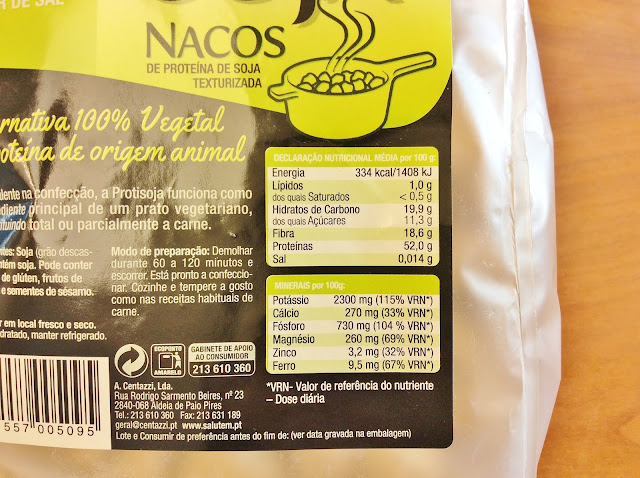 R DE SAL
NACOS
DE PROTEÍNA DE SOJA
TEXTURIZADA
100% Vegetal
de origem animal
na confecção, a Protisoja funciona como
principal de um prato vegetariano,
total ou parcialmente a carne.
Soja (grão descas-
Pode conter
de glúten, frutos de
e sementes de sésamo.
em local fresco e seco.
manter refrigerado.
Modo de preparação: Demolhar
durante 60 a 120 minutos e
escorrer. Está pronto a confeccio-
nar. Cozinhe e tempere a gosto
como nas receitas habituais de
carne.
DECLARAÇÃO NUTRICIONAL MÉDIA por 100 g:
Energia 334 kcal/1408 kJ
Lípidos 1,0 g
dos quais Saturados < 0,5 g
Hidratos de Carbono 19,9 g
dos quais Açúcares 11,3 g
Fibra 18,6 g
Proteínas 52,0 g
Sal 0,014 g
MINERAIS por 100g:
Potássio 2300 mg (115% VRN*)
Cálcio 270 mg (33% VRN*)
Fósforo 730 mg (104 % VRN*)
Magnésio 260 mg (69% VRN*)
Zinco 3,2 mg (32% VRN*)
Ferro 9,5 mg (67% VRN*)
*VRN- Valor de referência do nutriente
– Dose diária
ECOPONTO
AMARELO
GABINETE DE APOIO
AO CONSUMIDOR
213 610 360
A. Centazzi, Lda.
Rua Rodrigo Sarmento Beires, nº 23
2840-068 Aldeia de Paio Pires
Tel.: 213 610 360 Fax: 213 631 189
geral@centazzi.pt www.salutem.pt
Lote e Consumir de preferência antes do fim de: (ver data gravada na embalagem)
557 005095